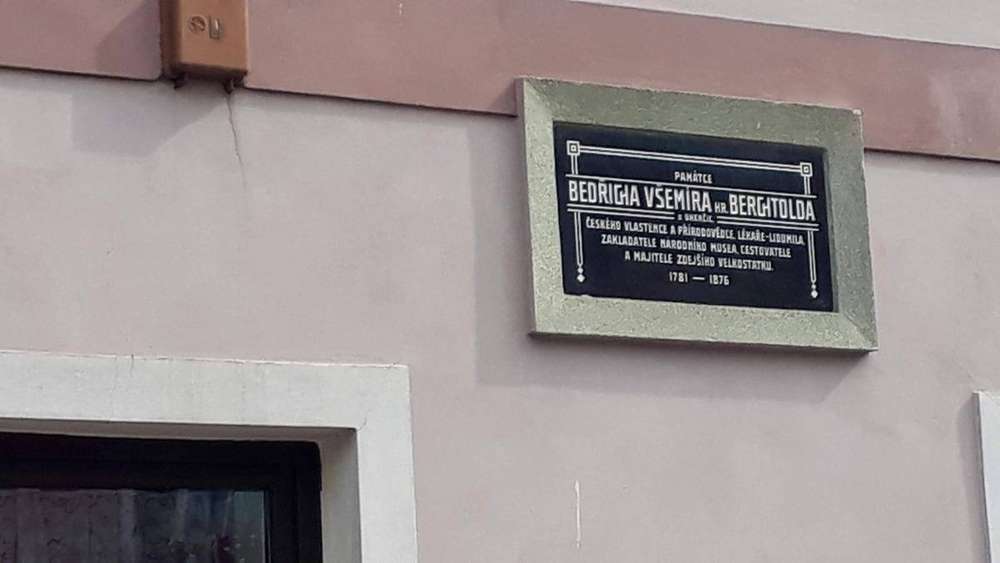 PAMÁTCE
BEDŘICHA VŠEMÍRA HR. BERCHTOLDA
Z UHERČIC,
ČESKÉHO VLASTENCE A PŘÍRODOVĚDCE, LÉKAŘE-LIDUMILA,
ZAKLADATELE NÁRODNÍHO MUSEA, CESTOVATELE
A MAJITELE ZDEJŠÍHO VELKOSTATKU.
1781 — 1876